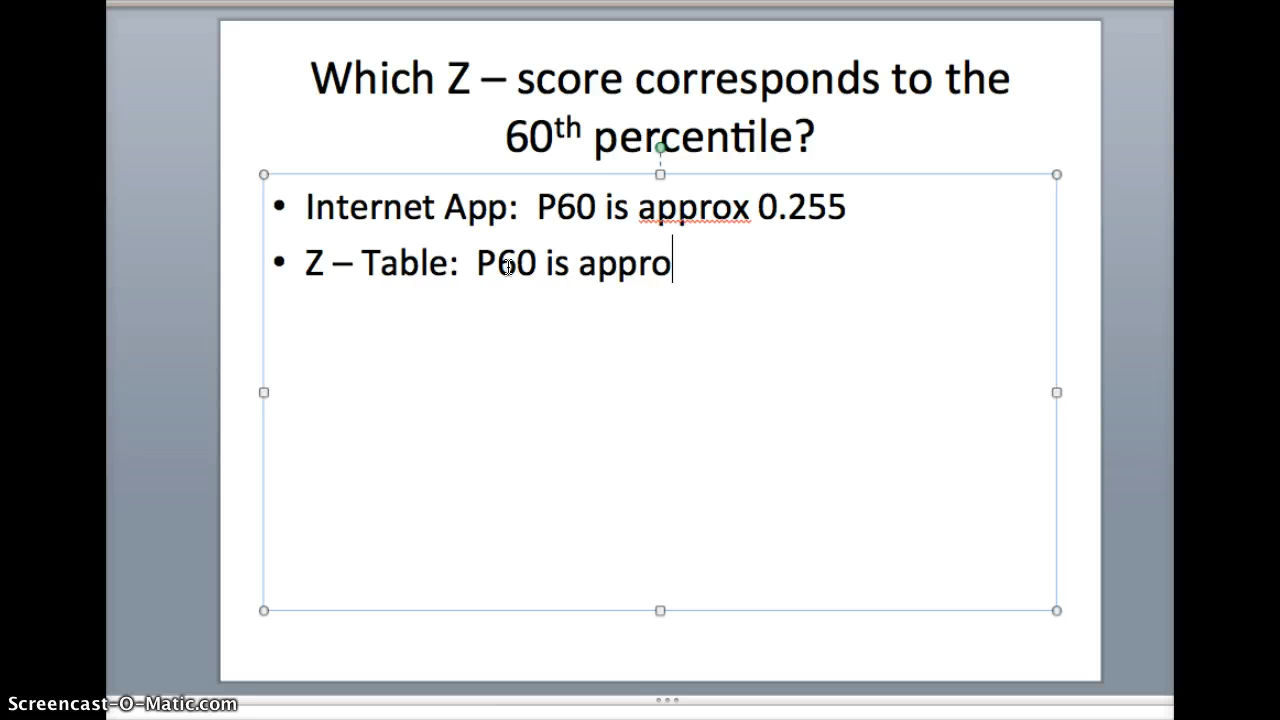 Which Z – score corresponds to the
60th percentile?
• Internet App: P60 is approx 0.255
• Z – Table: P60 is appro
Screencast-O-Matic.com